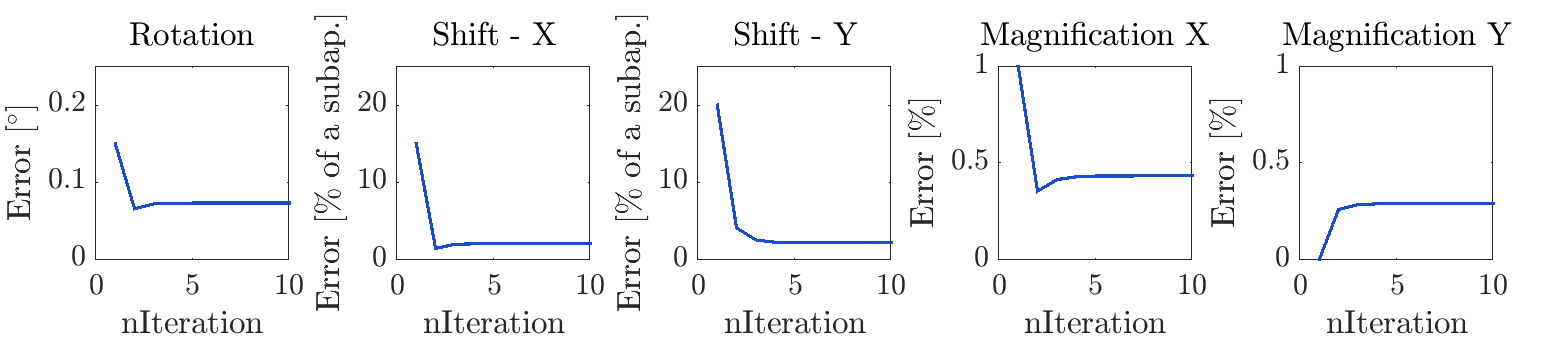 Rotation
Error [°]
0.2
0.1
0
0
5
10
nIteration
Shift - X
Error [% of a subap.]
20
10
0
0
5
10
nIteration
Shift - Y
Error [% of a subap.]
20
10
0
0
5
10
nIteration
Magnification X
Error [%]
1
0.5
0
0
5
10
nIteration
Magnification Y
Error [%]
1
0.5
0
0
5
10
nIteration